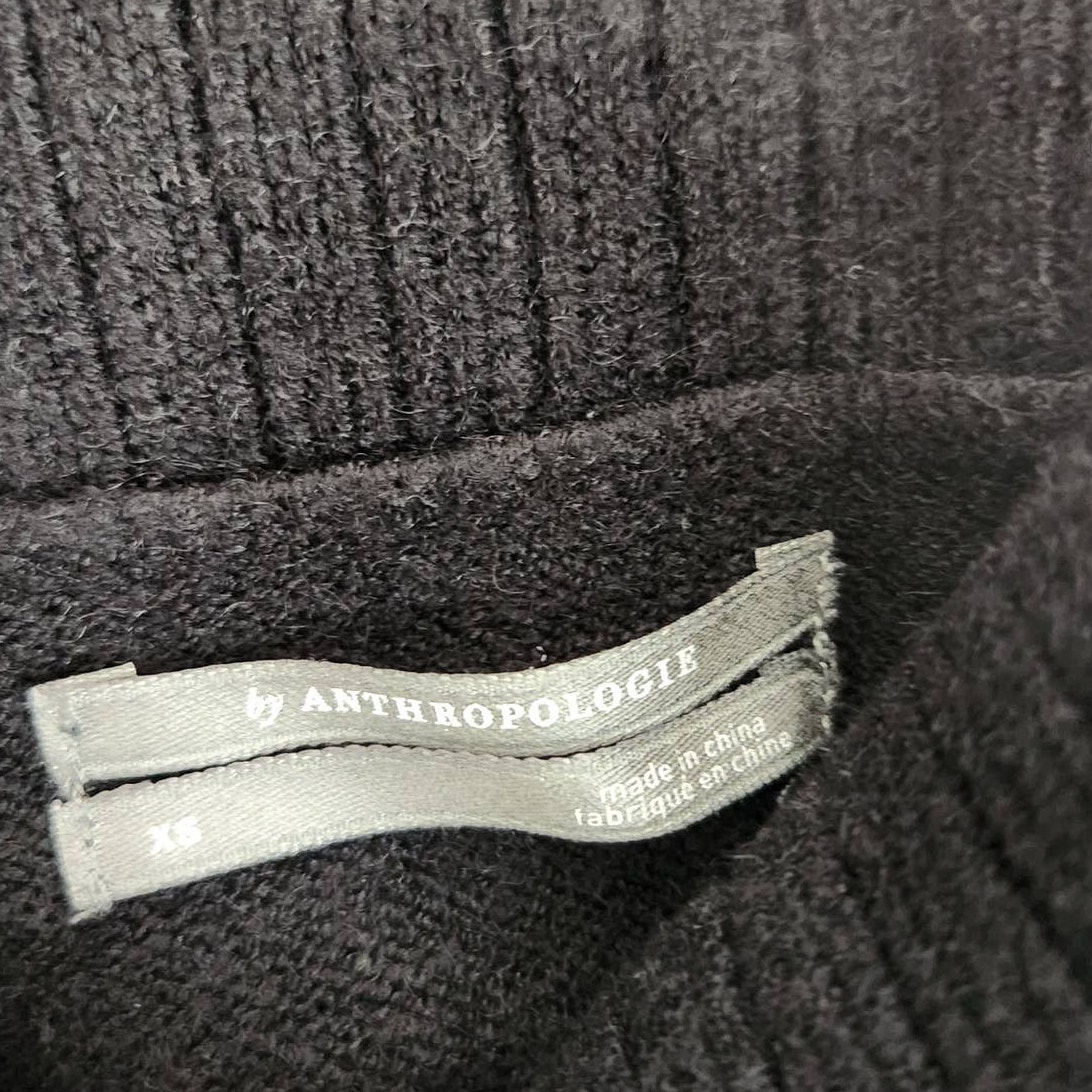 by ANTHROPOLOGIE
XS
made in china
fabriqué en chine